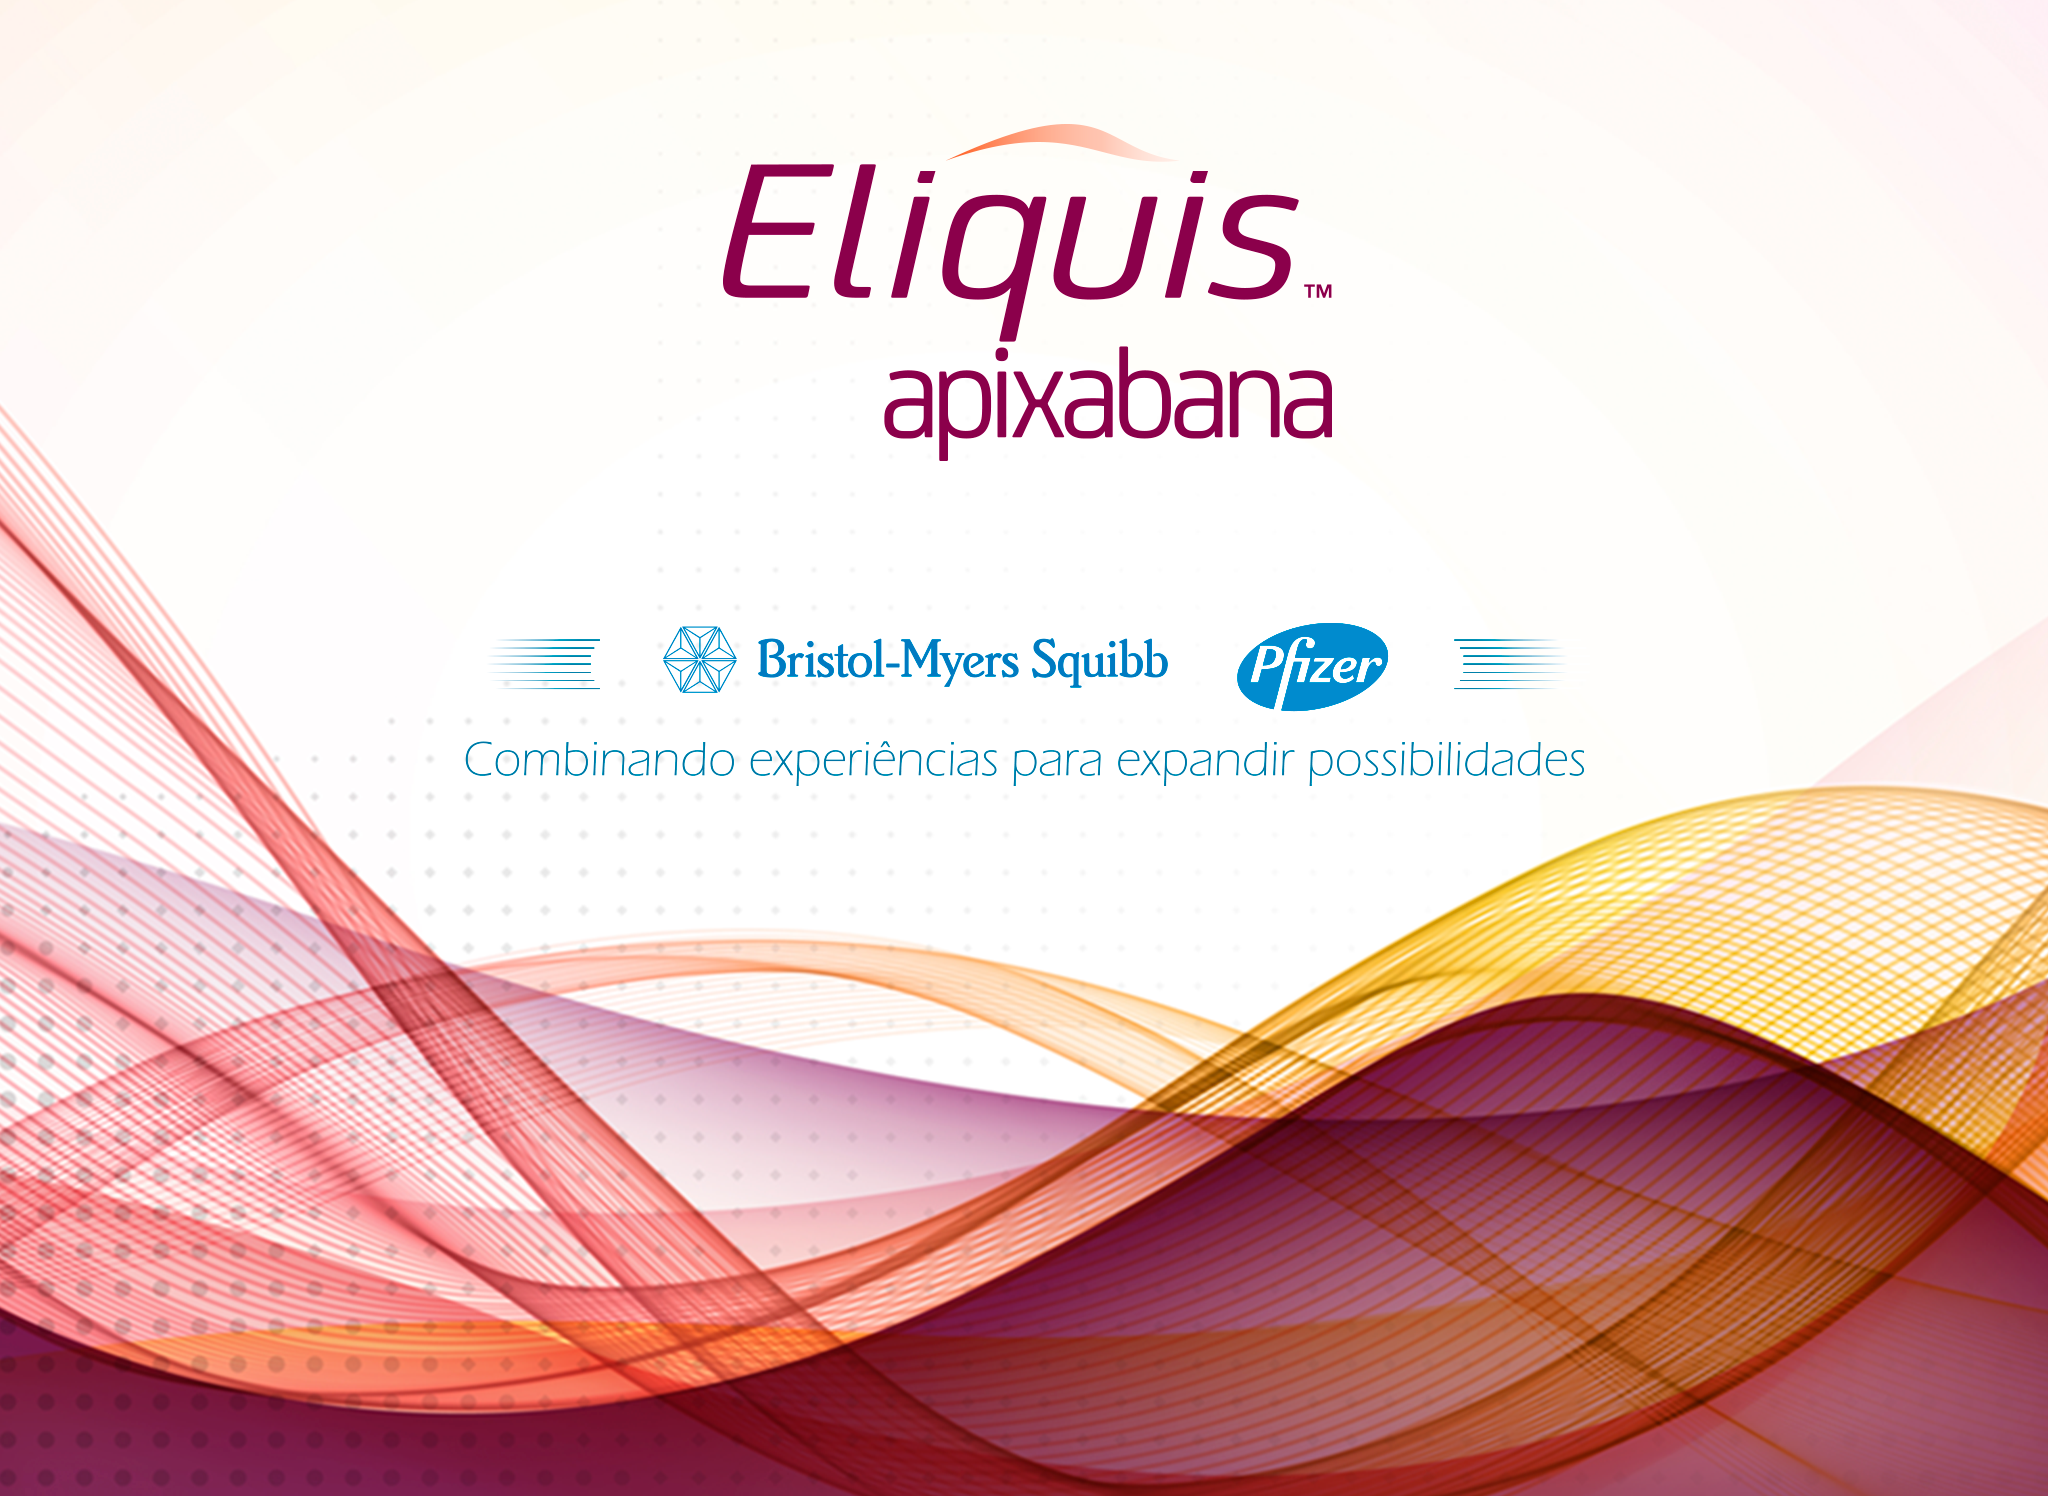 Eliquis™
apixabana
Bristol-Myers Squibb Pfizer
Combinando experiências para expandir possibilidades